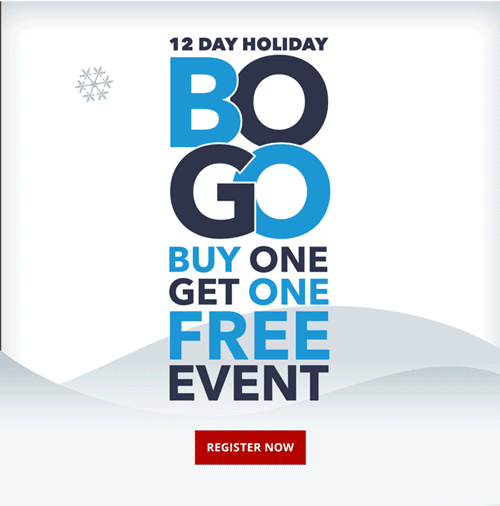 12 DAY HOLIDAY
BO
GO
BUY ONE
GET ONE
FREE
EVENT
REGISTER NOW